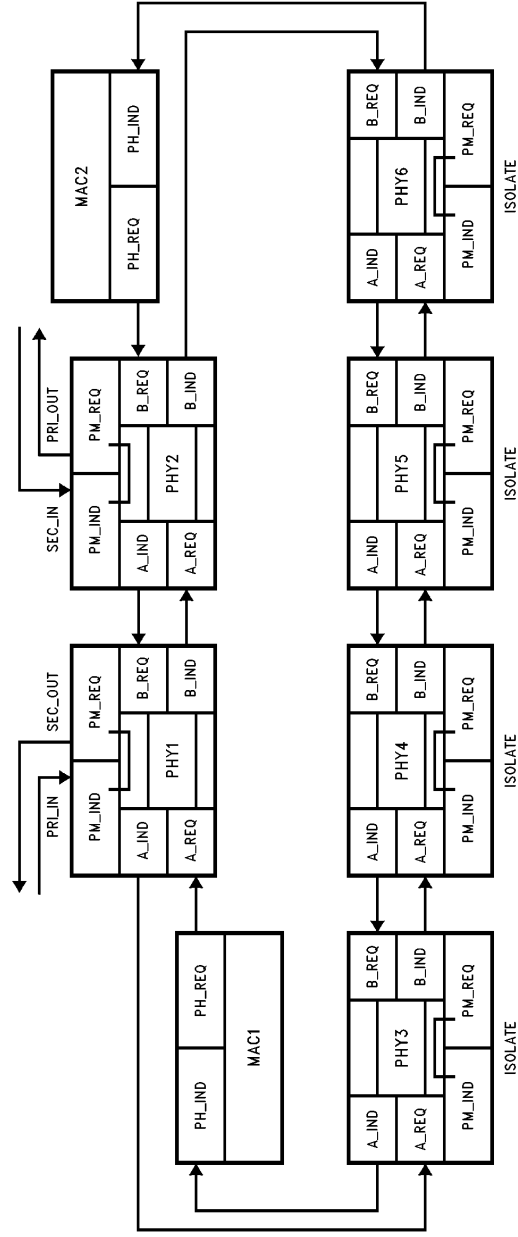 MAC2
PH_REQ
PH_IND
SEC_IN
PRI_OUT
PM_IND
PM_REQ
A_IND
B_REQ
PHY2
A_REQ
B_IND
PRI_IN
SEC_OUT
PM_IND
PM_REQ
A_IND
B_REQ
PHY1
A_REQ
B_IND
PH_IND
PH_REQ
MAC1
A_IND
B_REQ
PHY6
A_REQ
B_IND
PM_IND
PM_REQ
ISOLATE
A_IND
B_REQ
PHY5
A_REQ
B_IND
PM_IND
PM_REQ
ISOLATE
A_IND
B_REQ
PHY4
A_REQ
B_IND
PM_IND
PM_REQ
ISOLATE
A_IND
B_REQ
PHY3
A_REQ
B_IND
PM_IND
PM_REQ
ISOLATE